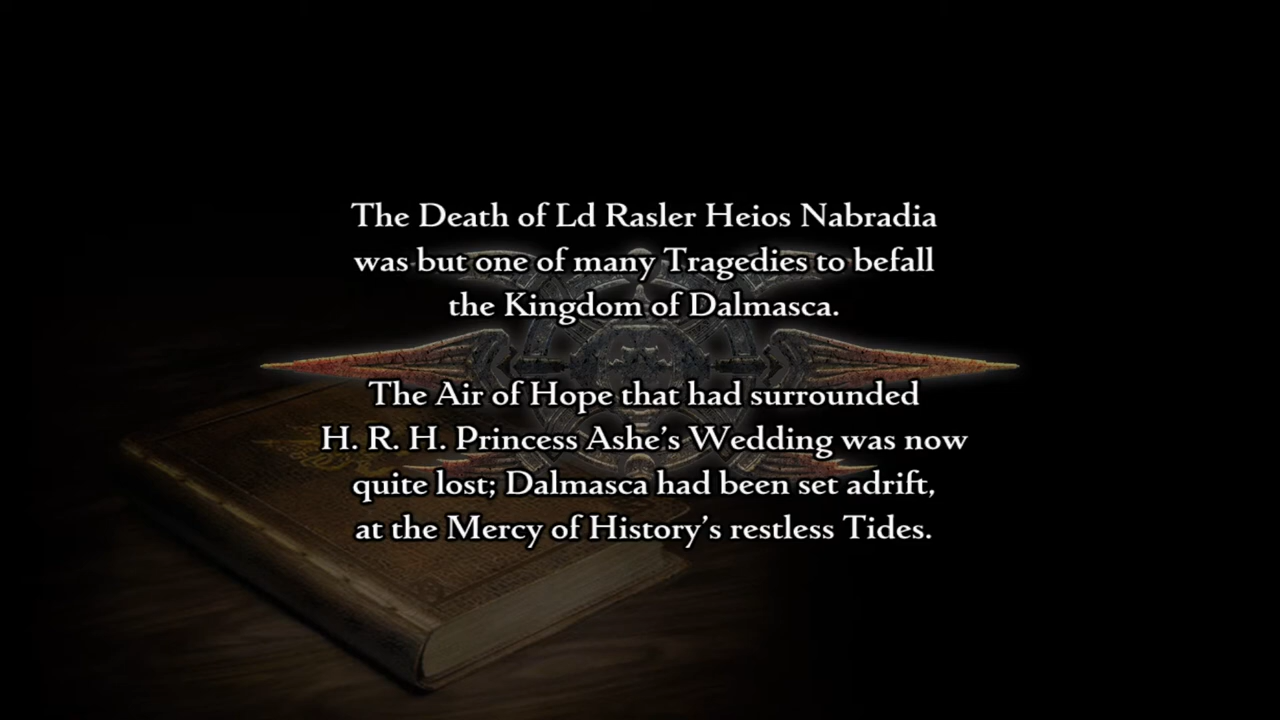 The Death of Ld Rasler Heios Nabradia
was but one of many Tragedies to befall
the Kingdom of Dalmasca.
The Air of Hope that had surrounded
H. R. H. Princess Ashe's Wedding was now
quite lost; Dalmasca had been set adrift,
at the Mercy of History's restless Tides.